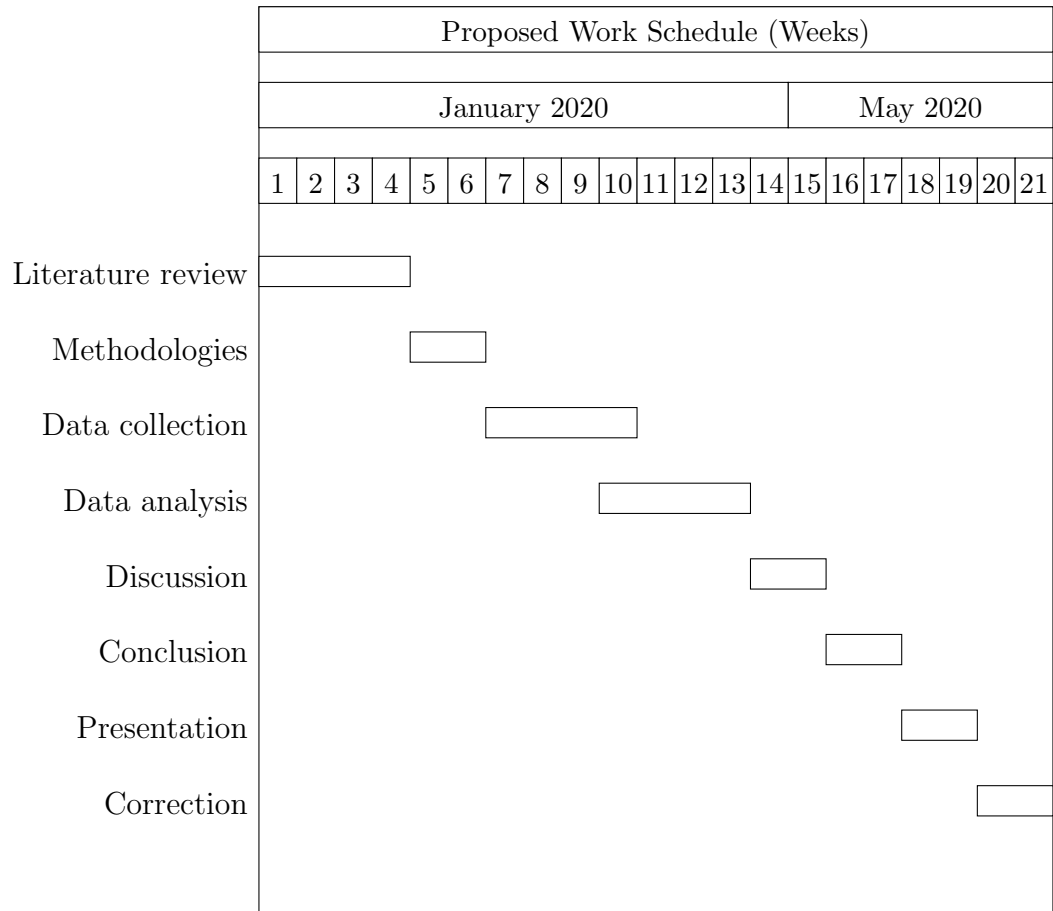 Proposed Work Schedule (Weeks)
January 2020 May 2020
1 2 3 4 5 6 7 8 9 10 11 12 13 14 15 16 17 18 19 20 21
Literature review
Methodologies
Data collection
Data analysis
Discussion
Conclusion
Presentation
Correction